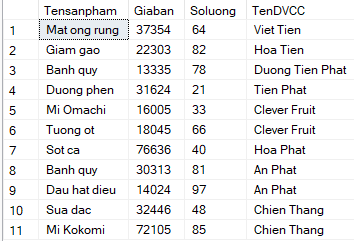 Tensanpham Giaban Soluong TenDVCC
1 Mat ong rung 37354 64 Viet Tien
2 Giam gao 22303 82 Hoa Tien
3 Banh quy 13335 78 Duong Tien Phat
4 Duong phen 31624 21 Tien Phat
5 Mi Omachi 16005 33 Clever Fruit
6 Tuong ot 18045 66 Clever Fruit
7 Sot ca 76636 40 Hoa Phat
8 Banh quy 30313 81 An Phat
9 Dau hat dieu 14024 97 An Phat
10 Sua dac 32446 48 Chien Thang
11 Mi Kokomi 72105 85 Chien Thang